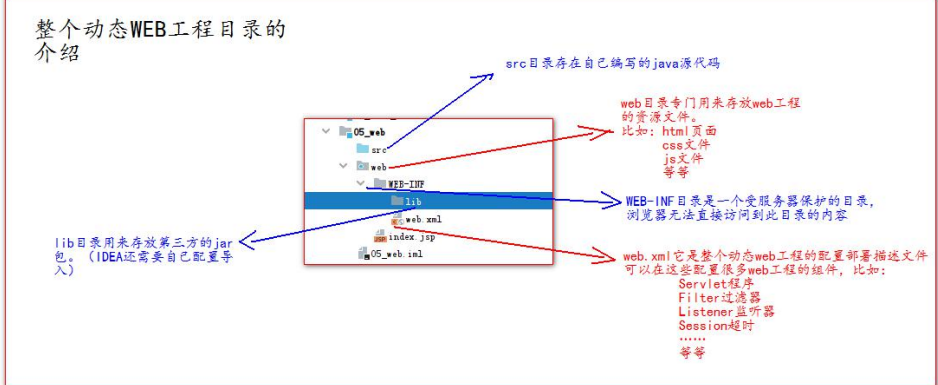 整个动态WEB工程目录的
介绍
src目录存在自己编写的java源代码
web目录专门用来存放web工程
的资源文件。
比如: html页面
css文件
js文件
等等
05_web
src
web
WEB-INF
lib
web.xml
index.jsp
05_web.iml
WEB-INF目录是一个受服务器保护的目录,
浏览器无法直接访问到此目录的内容
lib目录用来存放第三方的jar
包。（IDEA还需要自己配置导
入）
web.xml它是整个动态web工程的配置部署描述文件
可以在这些配置很多web工程的组件, 比如:
Servlet程序
Filter过滤器
Listener监听器
Session超时
......
等等